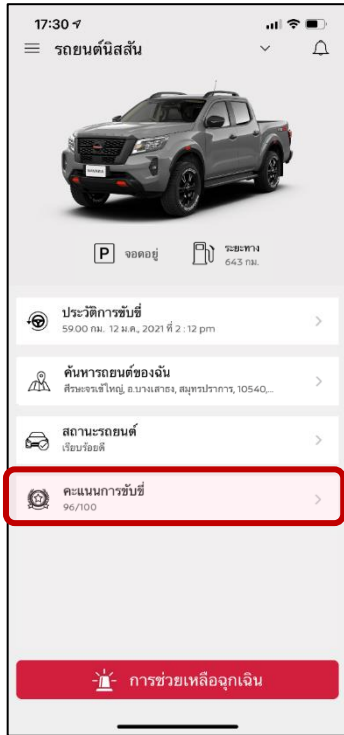 17:30
รถยนต์นิสสัน
P จอดอยู่
ระยะทาง
643 กม.
ประวัติการขับขี่
59.00 กม. 12 ม.ค., 2021 ที่ 2 : 12 pm
ค้นหารถยนต์ของฉัน
ศีรษะจรเข้ใหญ่, อ.บางเสาธง, สมุทรปราการ, 10540,...
สถานะรถยนต์
เรียบร้อยดี
คะแนนการขับขี่
96/100
การช่วยเหลือฉุกเฉิน